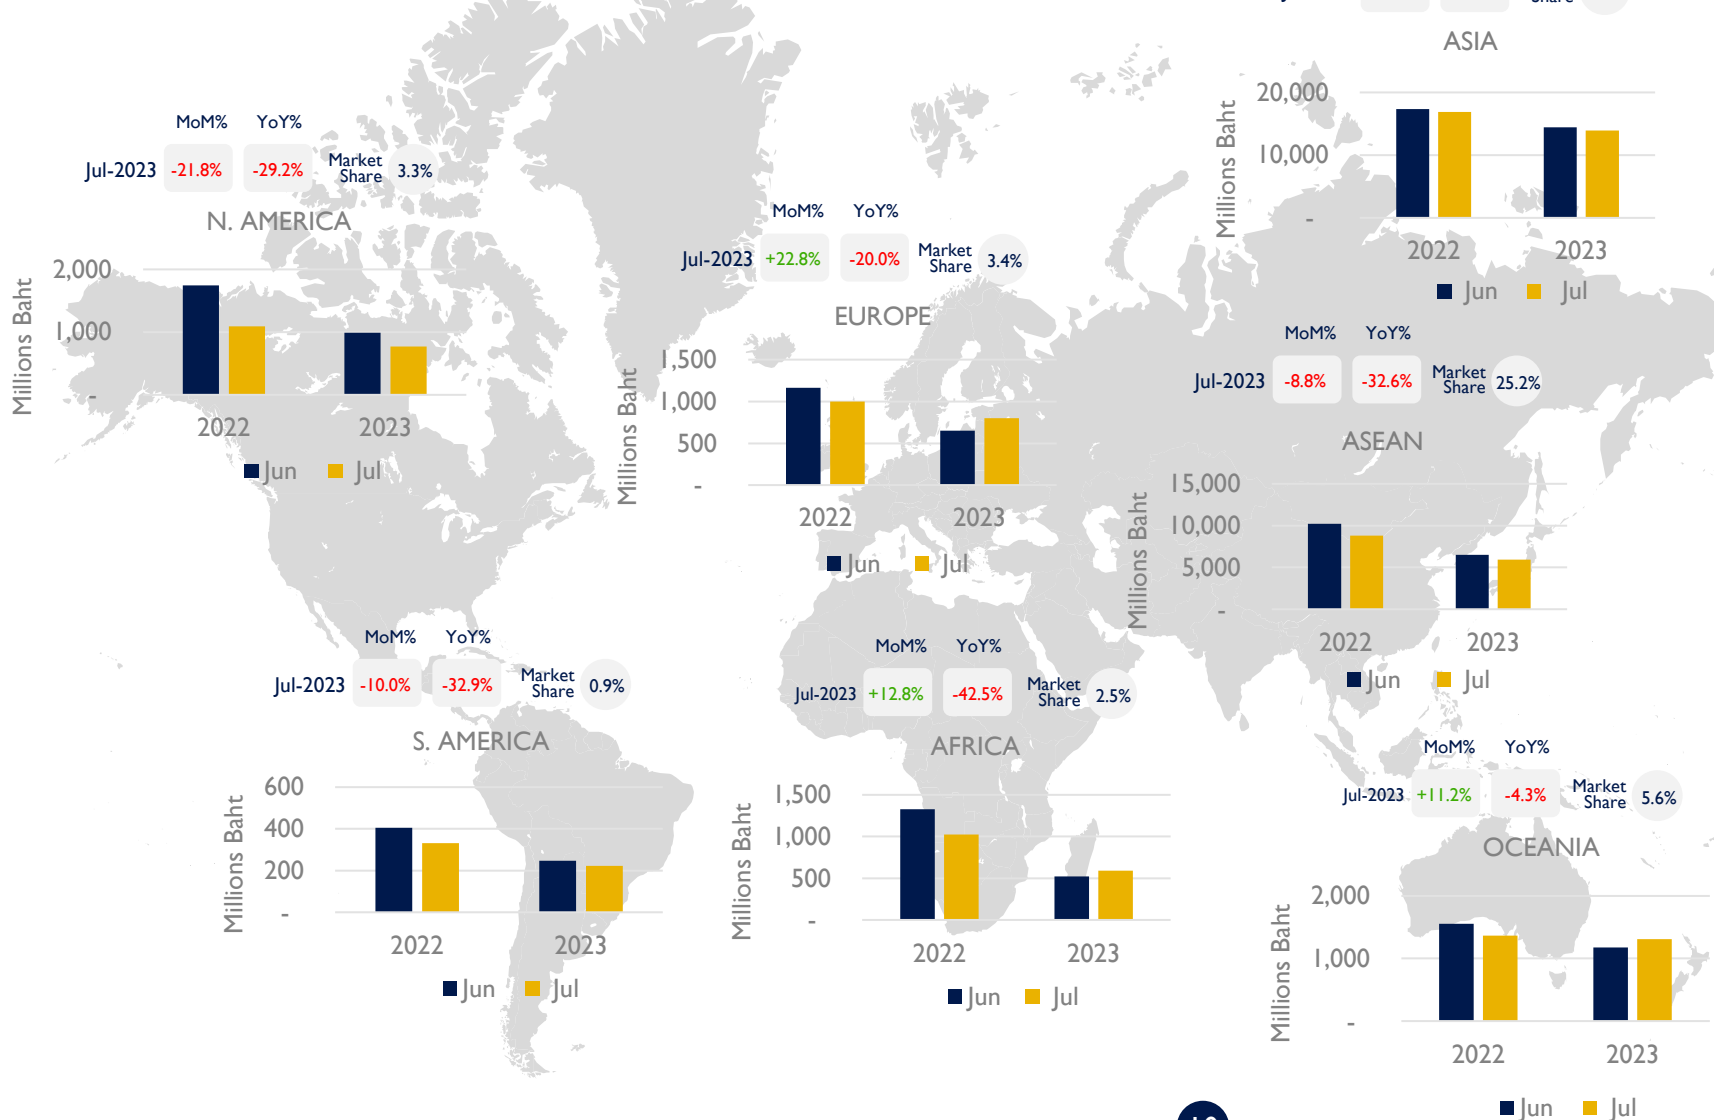 Share
ASIA
Millions Baht
20,000
10,000
-
2022 2023
Jun Jul
MoM% YoY%
Jul-2023 -21.8% -29.2% Market Share 3.3%
N. AMERICA
Millions Baht
2,000
1,000
-
2022 2023
Jun Jul
MoM% YoY%
Jul-2023 +22.8% -20.0% Market Share 3.4%
EUROPE
Millions Baht
1,500
1,000
500
-
2022 2023
Jun Jul
MoM% YoY%
Jul-2023 -8.8% -32.6% Market Share 25.2%
ASEAN
Millions Baht
15,000
10,000
5,000
-
2022 2023
Jun Jul
MoM% YoY%
Jul-2023 -10.0% -32.9% Market Share 0.9%
S. AMERICA
Millions Baht
600
400
200
-
2022 2023
Jun Jul
MoM% YoY%
Jul-2023 +12.8% -42.5% Market Share 2.5%
AFRICA
Millions Baht
1,500
1,000
500
-
2022 2023
Jun Jul
MoM% YoY%
Jul-2023 +11.2% -4.3% Market Share 5.6%
OCEANIA
Millions Baht
2,000
1,000
-
2022 2023
Jun Jul